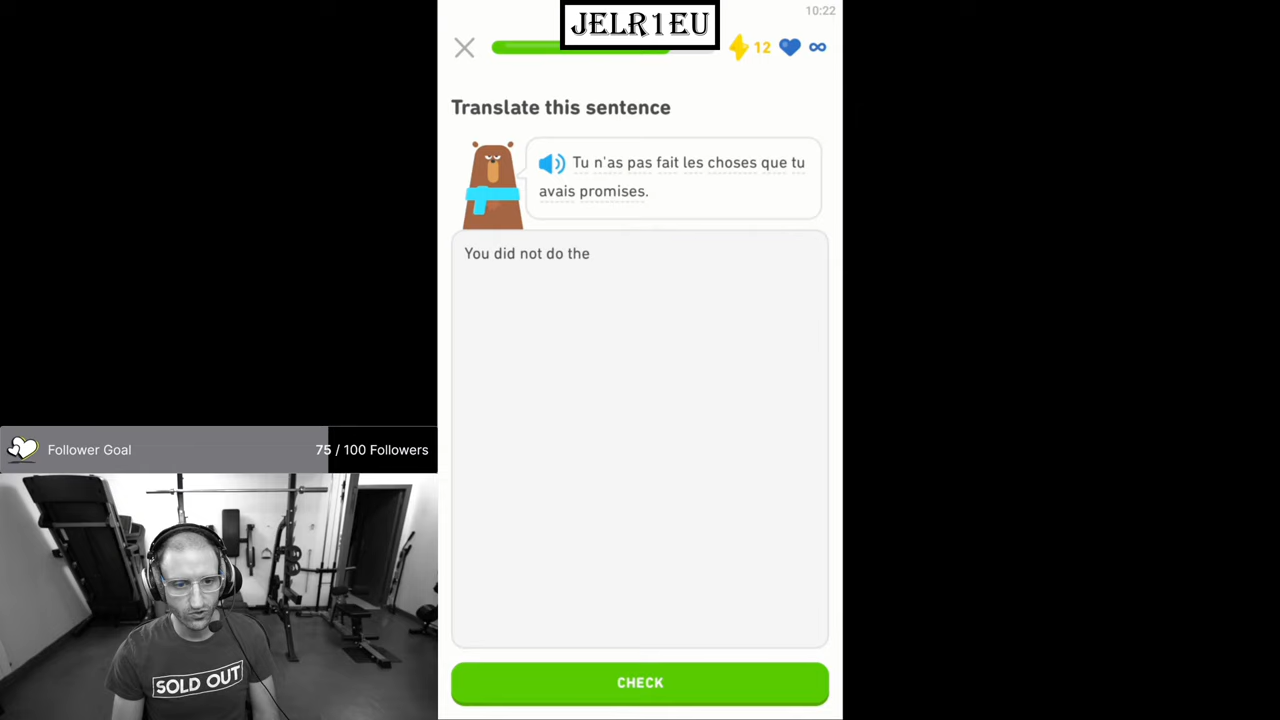 10:22
JELR1EU
12 ∞
Translate this sentence
Tu n'as pas fait les choses que tu
avais promises.
You did not do the
Follower Goal 75 / 100 Followers
SOLD OUT
CHECK